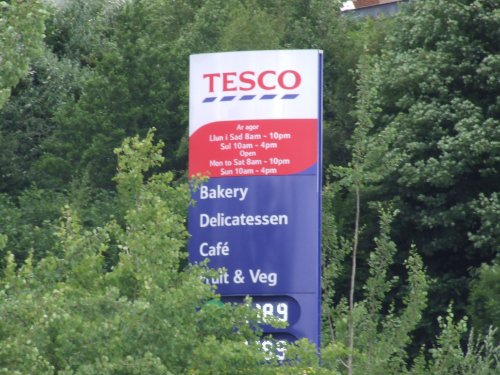 TESCO
Ar agor
Llun i Sad 8am - 10pm
Sul 10am - 4pm
Open
Mon to Sat 8am - 10pm
Sun 10am - 4pm
Bakery
Delicatessen
Café
& Veg